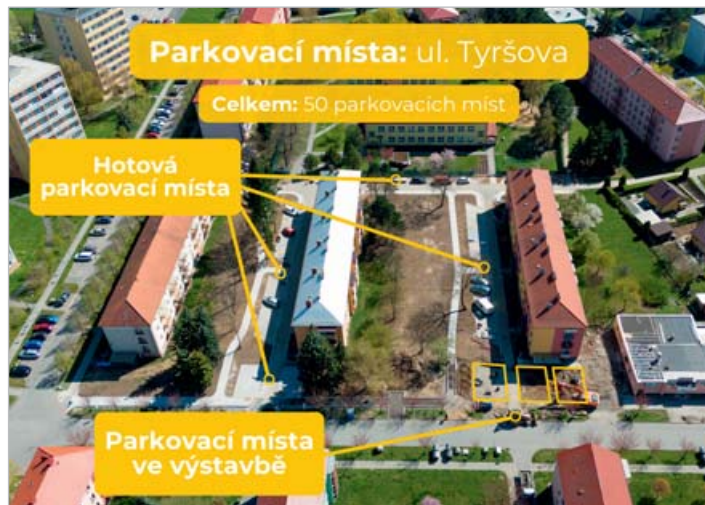 Parkovací místa: ul. Tyršova
Celkem: 50 parkovacích míst
Hotová
parkovací místa
Parkovací místa
ve výstavbě